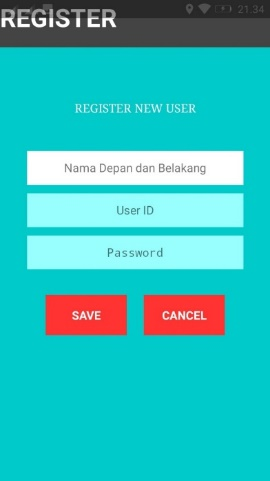 REGISTER
21.34
REGISTER NEW USER
Nama Depan dan Belakang
User ID
Password
SAVE
CANCEL